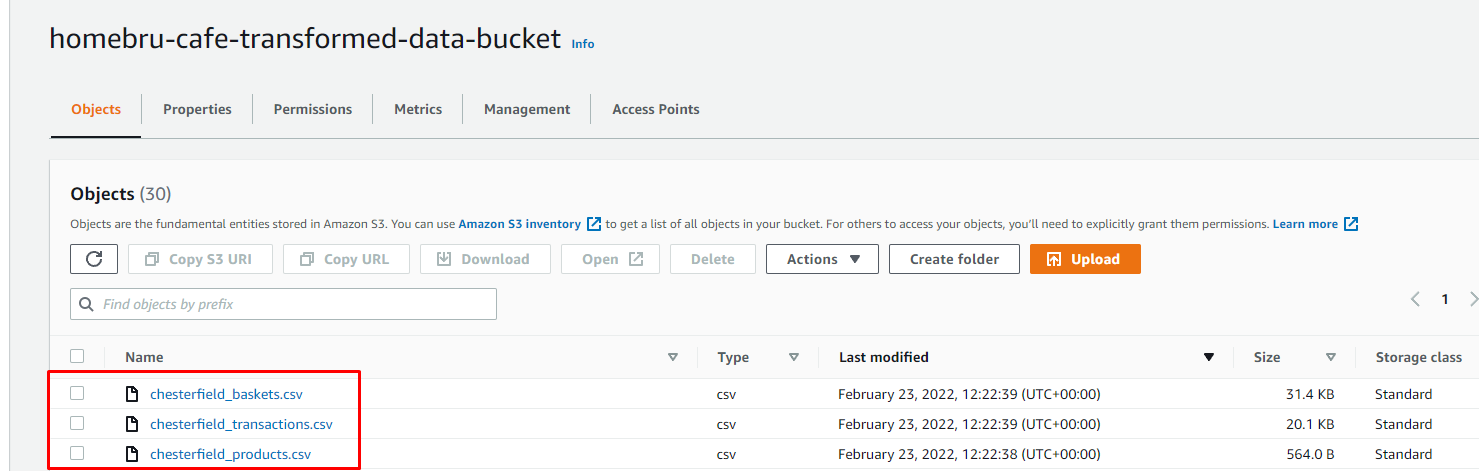 homebru-cafe-transformed-data-bucket Info
Objects Properties Permissions Metrics Management Access Points
Objects (30)
Objects are the fundamental entities stored in Amazon S3. You can use Amazon S3 inventory to get a list of all objects in your bucket. For others to access your objects, you'll need to explicitly grant them permissions. Learn more
Copy S3 URI Copy URL Download Open Delete Actions Create folder Upload
Find objects by prefix 1
Name Type Last modified Size Storage class
chesterfield_baskets.csv csv February 23, 2022, 12:22:39 (UTC+00:00) 31.4 KB Standard
chesterfield_transactions.csv csv February 23, 2022, 12:22:39 (UTC+00:00) 20.1 KB Standard
chesterfield_products.csv csv February 23, 2022, 12:22:38 (UTC+00:00) 564.0 B Standard